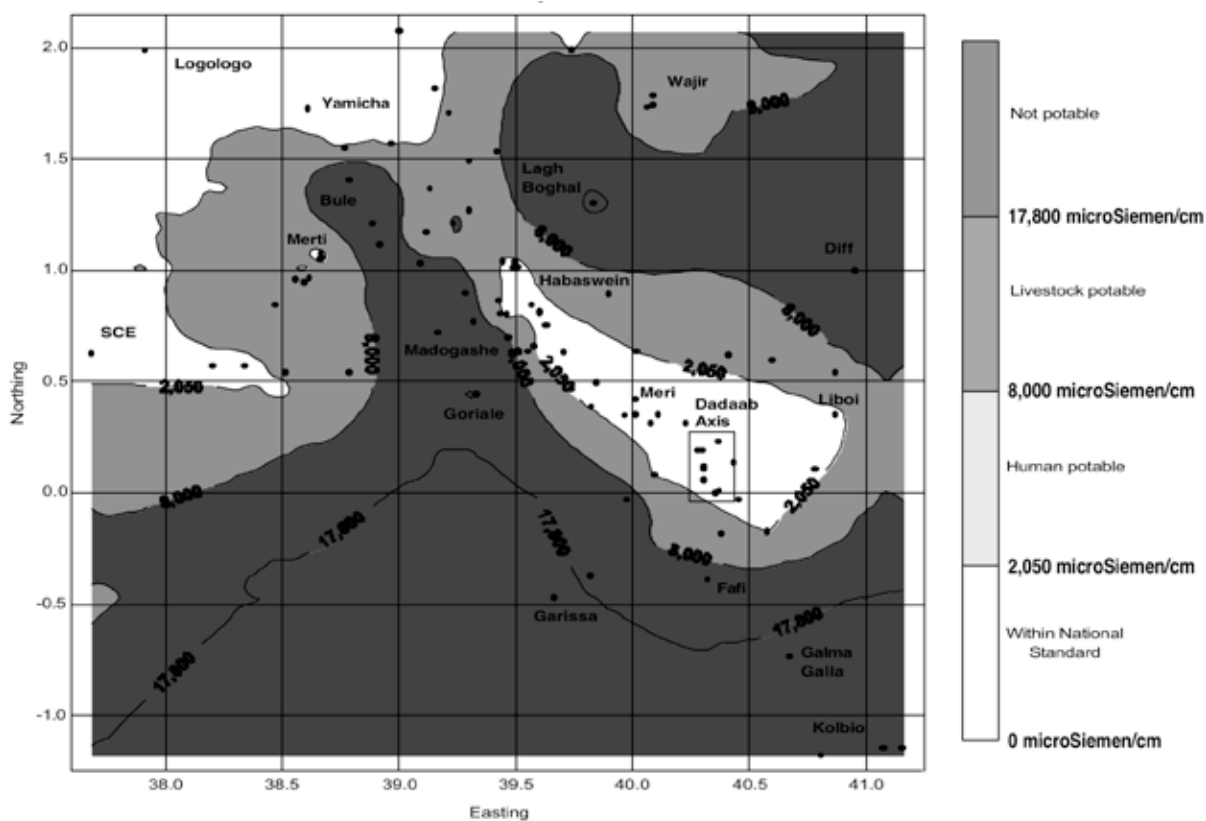 2.0
1.5
1.0
0.5
0.0
-0.5
-1.0
Northing
38.0
38.5
39.0
39.5
40.0
40.5
41.0
Easting
Logologo
Yamicha
Wajir
8,000
Bule
Lagh
Boghal
Merti
8,000
Diff
Habaswein
SCE
8,000
Madogashe
8,000
2,050
2,050
8,000
2,050
Goriale
Meri
Dadaab
Axis
Liboi
8,000
2,050
17,800
17,800
8,000
Fafi
Garissa
17,800
17,800
Galma
Galla
Kolbio
Not potable
17,800 microSiemen/cm
Livestock potable
8,000 microSiemen/cm
Human potable
2,050 microSiemen/cm
Within National
Standard
0 microSiemen/cm